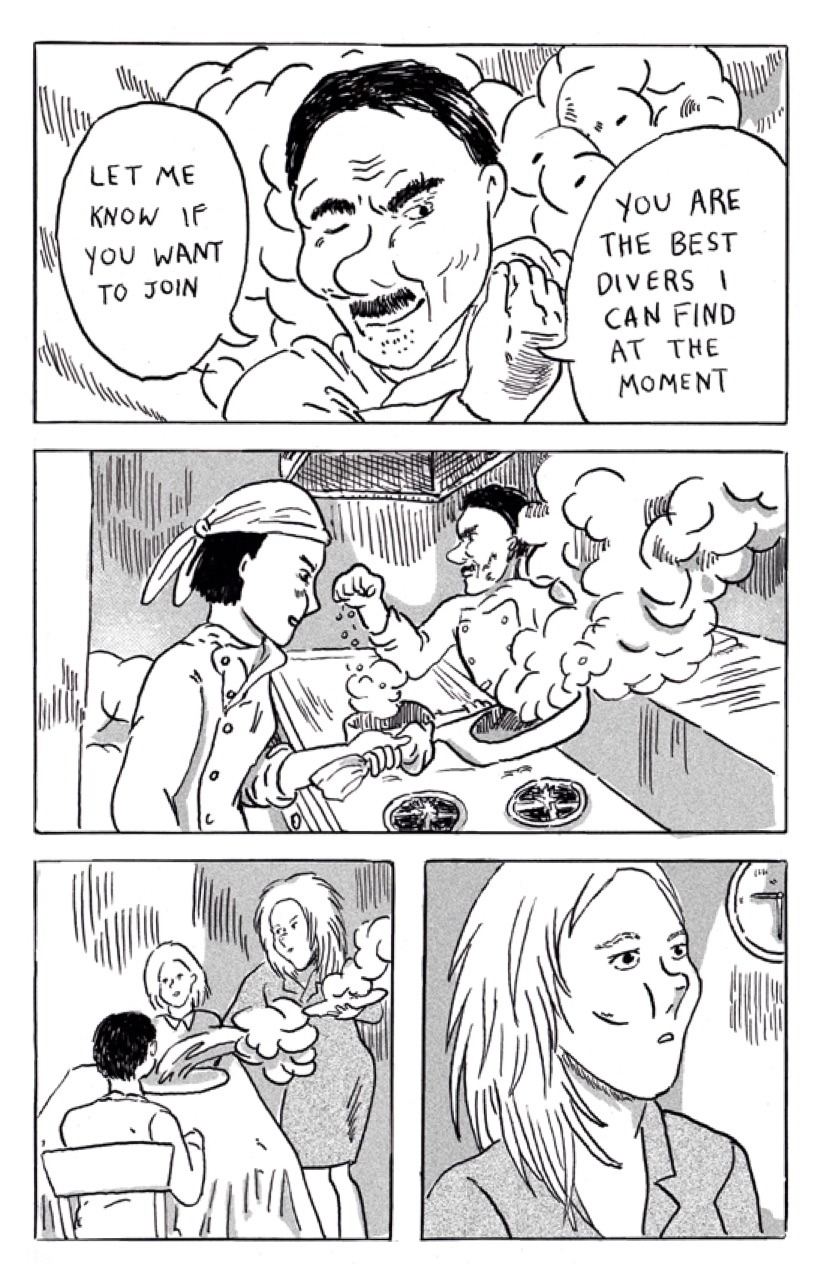 LET ME
KNOW IF
YOU WANT
TO JOIN
YOU ARE
THE BEST
DIVERS I
CAN FIND
AT THE
MOMENT